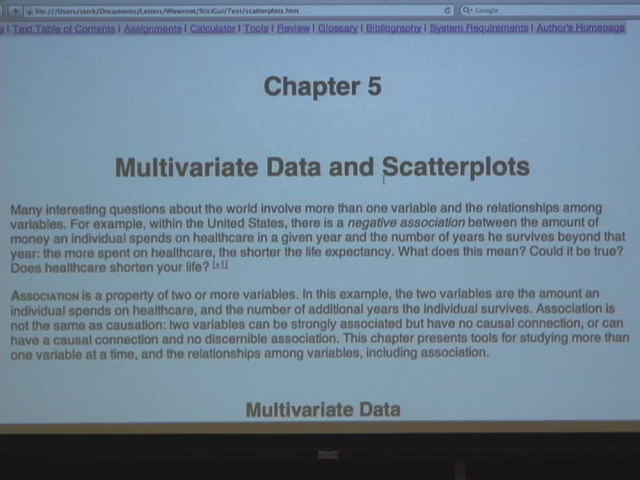 file:///Users/stark/Documents/Letters/Wwwroot/SticiGui/Text/scatterplots.htm
Google
| Text Table of Contents | Assignments | Calculator | Tools | Review | Glossary | Bibliography | System Requirements | Author's Homepage
Chapter 5
Multivariate Data and Scatterplots
Many interesting questions about the world involve more than one variable and the relationships among
variables. For example, within the United States, there is a negative association between the amount of
money an individual spends on healthcare in a given year and the number of years he survives beyond that
year: the more spent on healthcare, the shorter the life expectancy. What does this mean? Could it be true?
Does healthcare shorten your life? [+1]
ASSOCIATION is a property of two or more variables. In this example, the two variables are the amount an
individual spends on healthcare, and the number of additional years the individual survives. Association is
not the same as causation: two variables can be strongly associated but have no causal connection, or can
have a causal connection and no discernible association. This chapter presents tools for studying more than
one variable at a time, and the relationships among variables, including association.
Multivariate Data